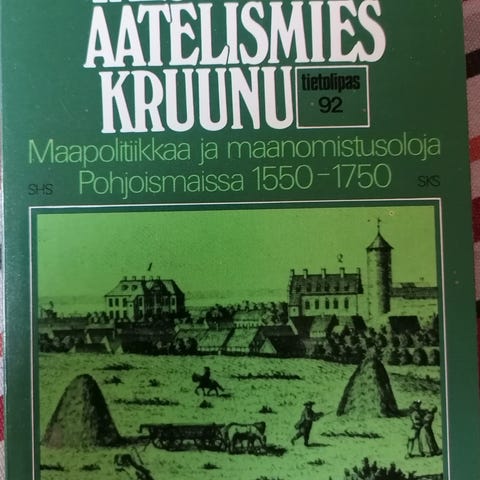 AATELISMIES
KRUUNU
tietolipas
92
Maapolitiikkaa ja maanomistusoloja
Pohjoismaissa 1550–1750
SHS
SKS